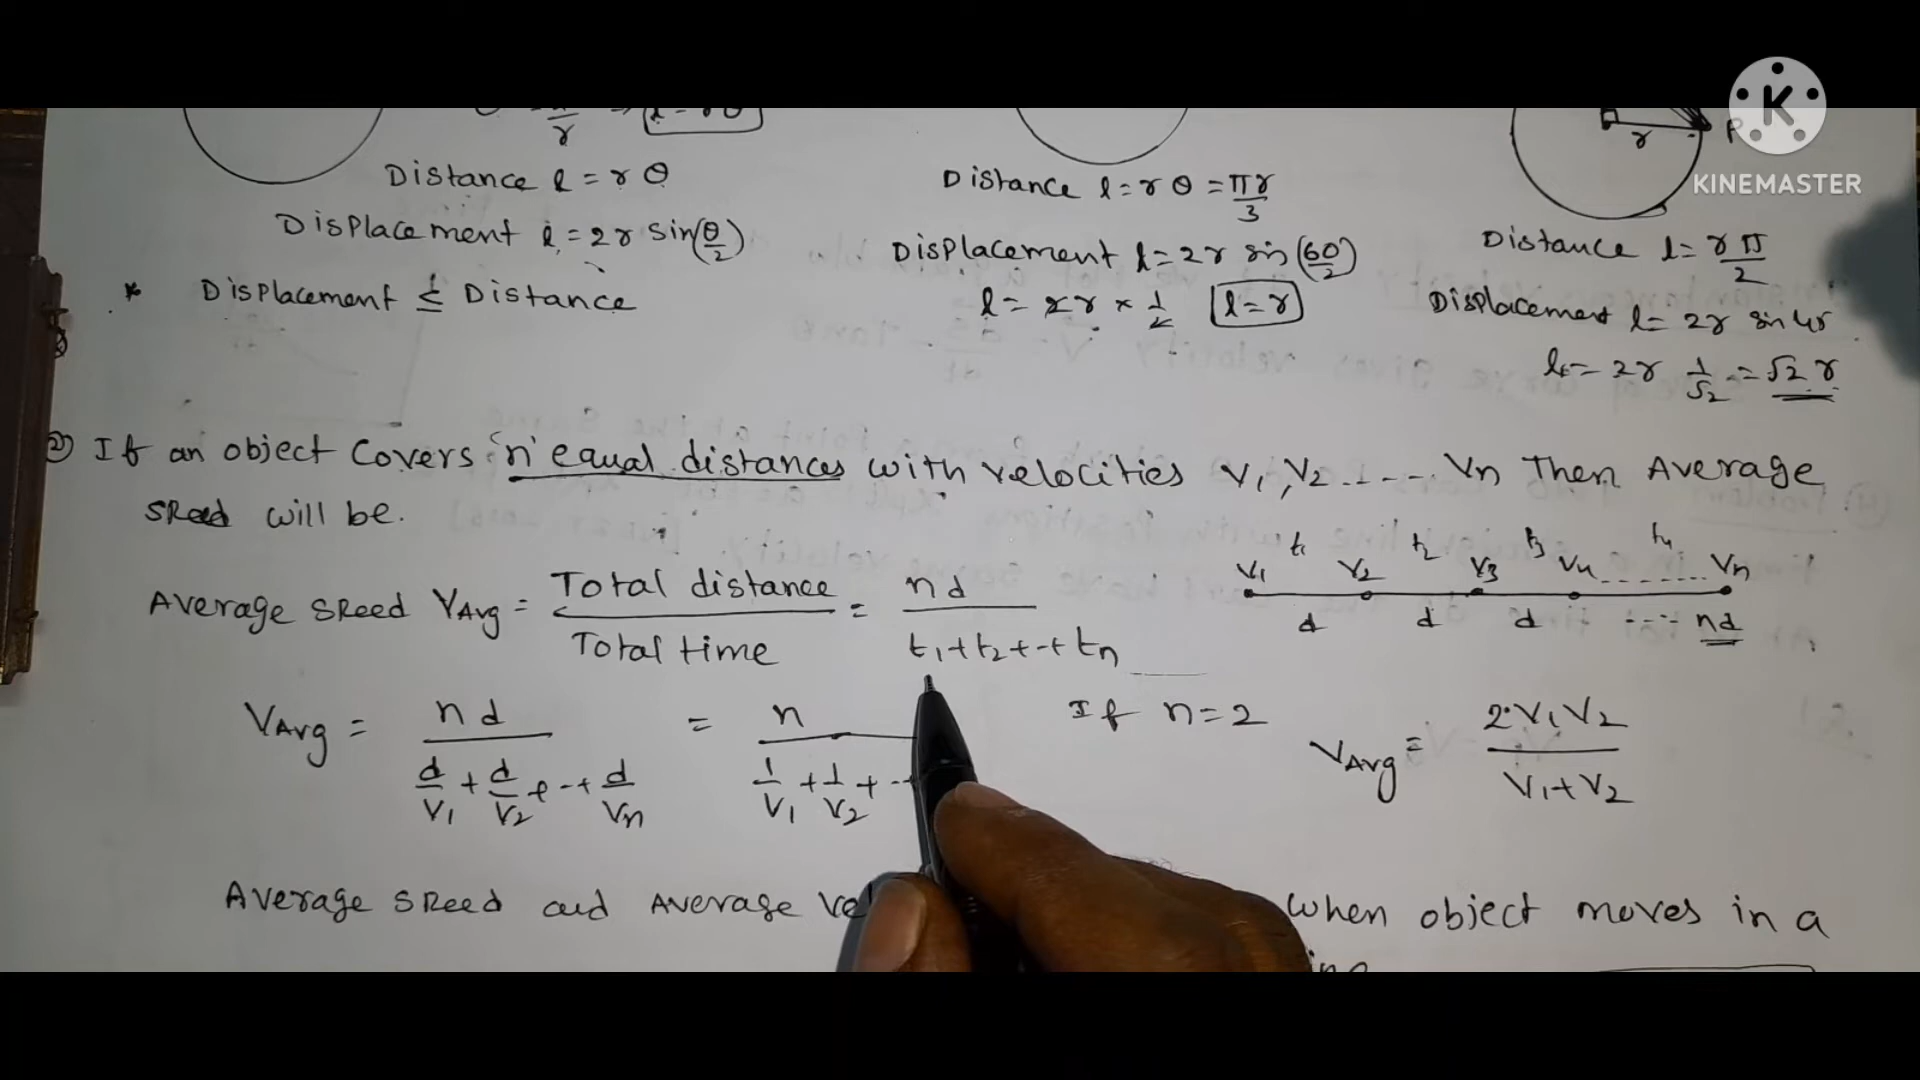 KINEMASTER
Distance l = r θ
Displacement l = 2r sin(θ/2)
* Displacement ≤ Distance
Distance l = r θ = πr/3
Displacement l = 2r sin(60/2)
l = 2r × 1/2 l = r
r
Distance l = r π/2
Displacement l = 2r sin 45
l = 2r 1/√2 = √2 r
2) If an object covers 'n' equal distances with velocities V1, V2 ..... Vn Then Average
speed will be.
t1 t2 t3 t4
V1 V2 V3 V4 ....... Vn
d d d .... nd
Average speed VAvg = Total distance / Total time = nd / t1+t2+--+tn
VAvg = nd / d/V1 + d/V2 + --+ d/Vn = n / 1/V1 + 1/V2 + --
If n = 2 VAvg = 2·V1V2 / V1+V2
Average speed and Average when object moves in a